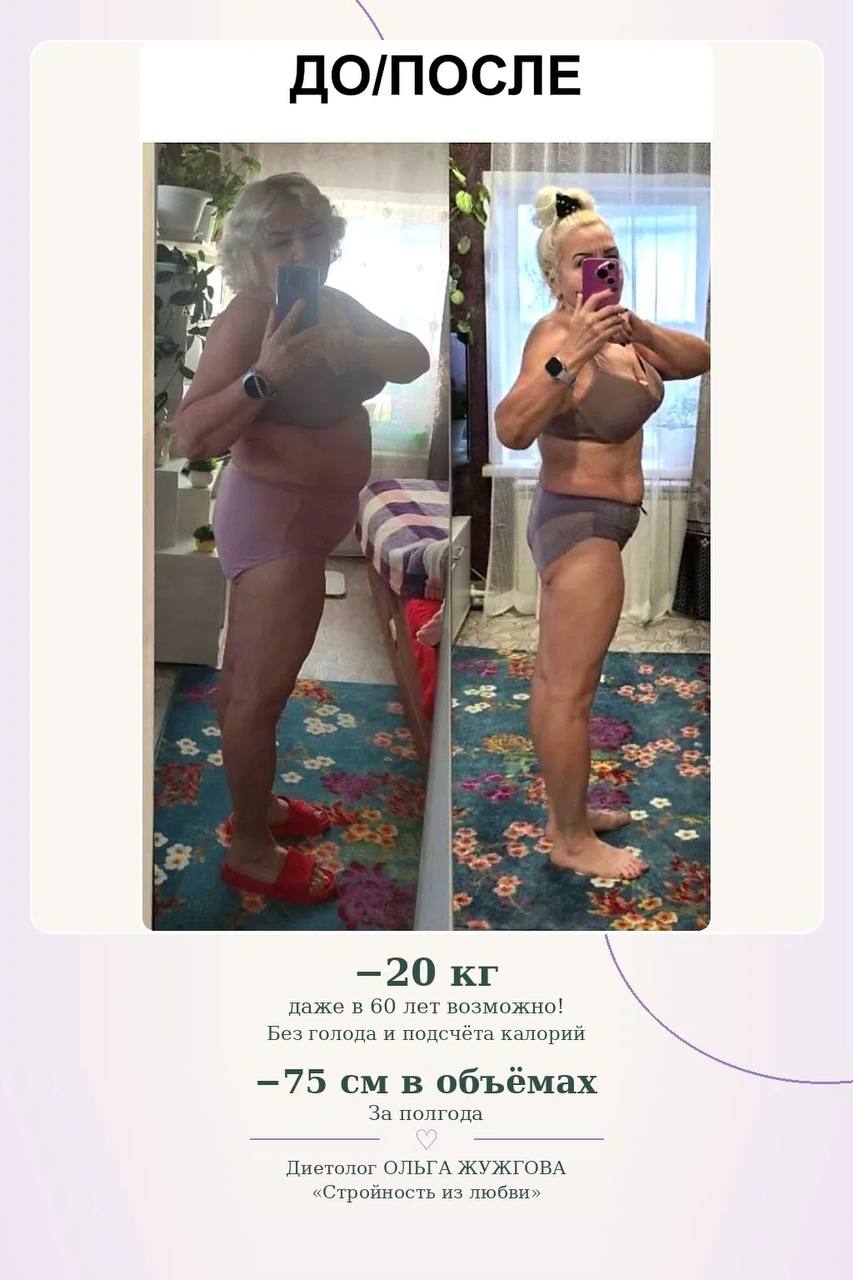 ДО/ПОСЛЕ
−20 кг
даже в 60 лет возможно!
Без голода и подсчёта калорий
−75 см в объёмах
За полгода
Диетолог ОЛЬГА ЖУЖГОВА
«Стройность из любви»